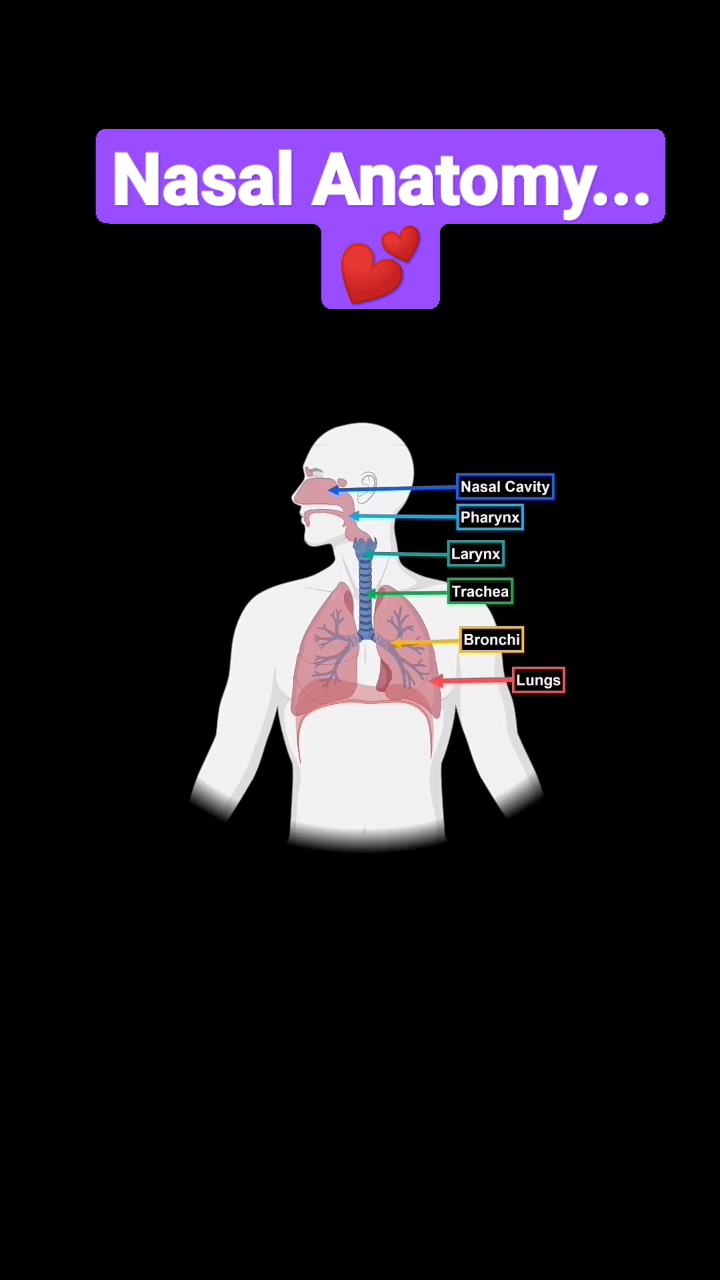 Nasal Anatomy...
💕
Nasal Cavity
Pharynx
Larynx
Trachea
Bronchi
Lungs